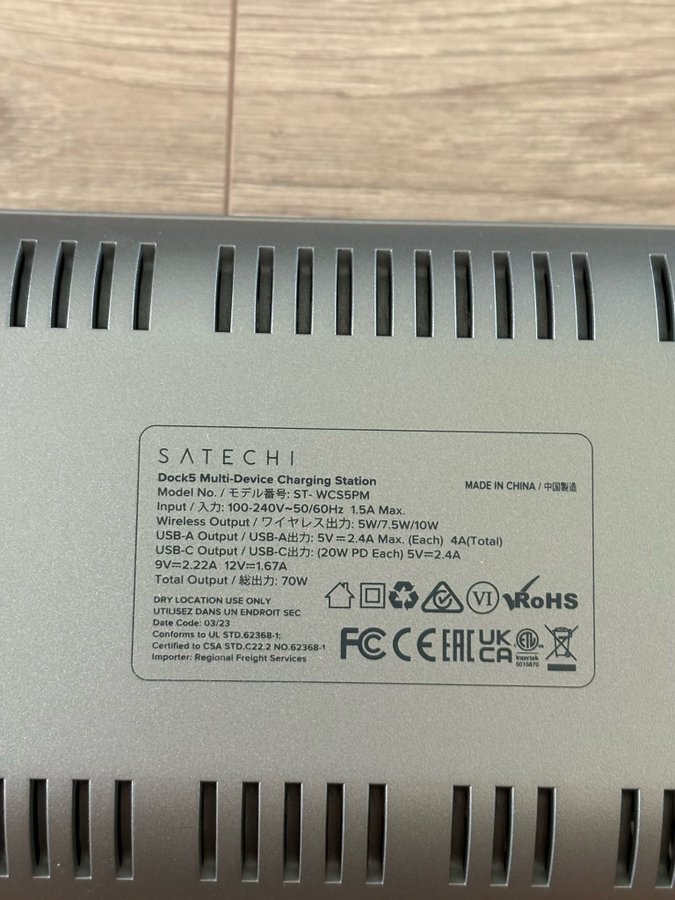 SATECHI
Dock5 Multi-Device Charging Station
Model No. / モデル番号: ST- WCS5PM
MADE IN CHINA / 中国製造
Input /入力: 100-240V~50/60Hz 1.5A Max.
Wireless Output / ワイヤレス出力: 5W/7.5W/10W
USB-A Output / USB-A出力: 5V⎓2.4A Max. (Each) 4A(Total)
USB-C Output / USB-C出力: (20W PD Each) 5V⎓2.4A
9V⎓2.22A 12V⎓1.67A
Total Output / 総出力: 70W
DRY LOCATION USE ONLY
UTILISEZ DANS UN ENDROIT SEC
Date Code: 03/23
Conforms to UL STD.62368-1;
Certified to CSA STD.C22.2 NO.62368-1
Importer: Regional Freight Services
VI RoHS
FC CE EAC UK CA ETL
Intertek
5015870